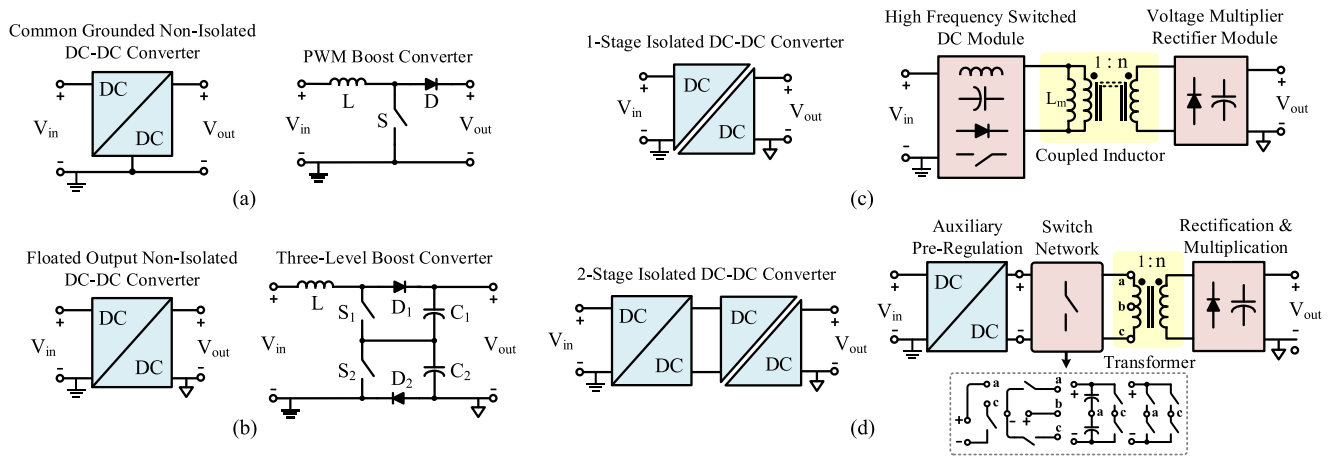 Common Grounded Non-Isolated
DC-DC Converter
DC
DC
+
V_in
-
+
V_out
-
PWM Boost Converter
L
D
S
+
V_in
-
+
V_out
-
(a)
Floated Output Non-Isolated
DC-DC Converter
DC
DC
+
V_in
-
+
V_out
-
Three-Level Boost Converter
L
D_1
S_1
C_1
S_2
C_2
D_2
+
V_in
-
+
V_out
-
(b)
1-Stage Isolated DC-DC Converter
DC
DC
+
V_in
-
+
V_out
-
High Frequency Switched
DC Module
Voltage Multiplier
Rectifier Module
1 : n
L_m
Coupled Inductor
+
V_in
-
+
V_out
-
(c)
2-Stage Isolated DC-DC Converter
DC
DC
DC
DC
+
V_in
-
+
V_out
-
Auxiliary
Pre-Regulation
Switch
Network
Rectification &
Multiplication
1:n
DC
DC
+
V_in
-
+
-
a
b
c
+
V_out
-
Transformer
a
c
+
-
a
b
c
- +
+
-
a
c
+
-
a
c
(d)